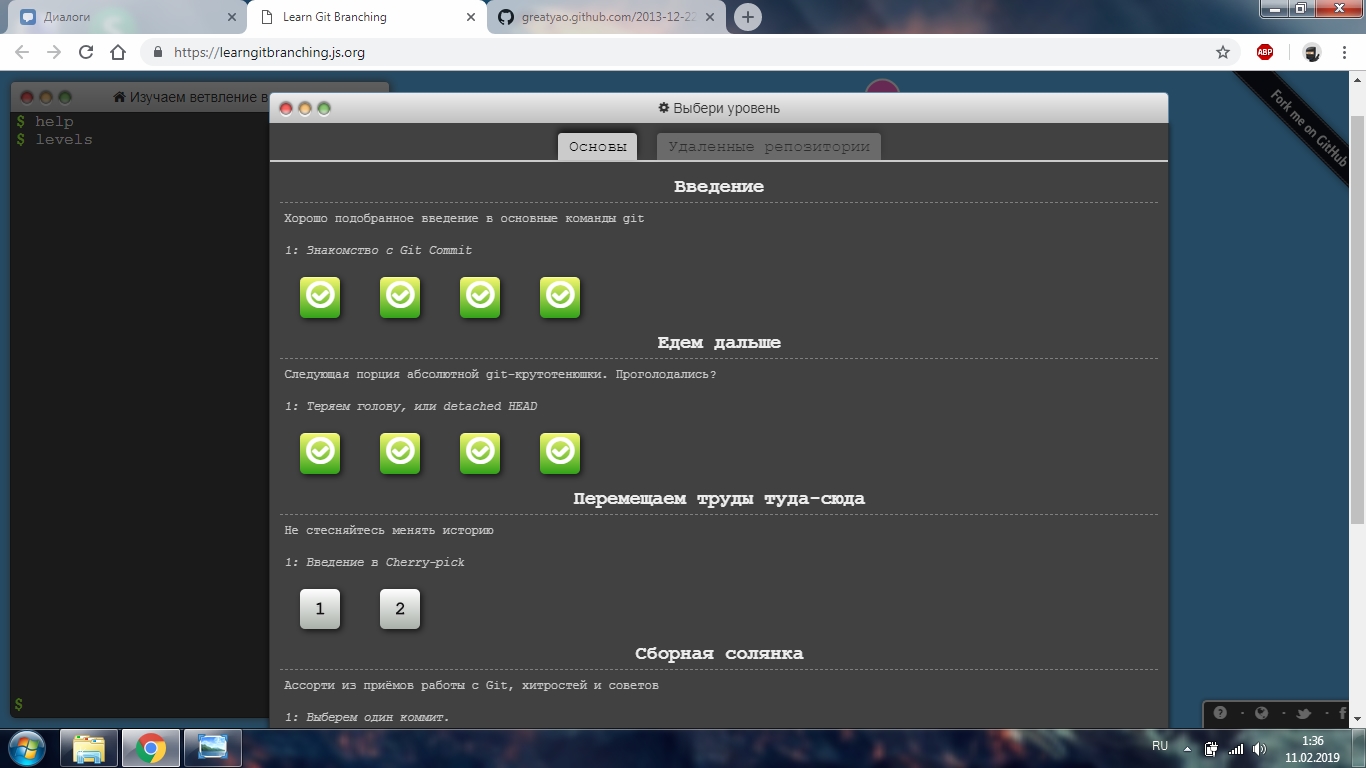 Диалоги
Learn Git Branching
greatyao.github.com/2013-12-22
https://learngitbranching.js.org
ABP
Изучаем ветвление в
$ help
$ levels
$
Fork me on GitHub
Выбери уровень
Основы
Удаленные репозитории
Введение
Хорошо подобранное введение в основные команды git
1: Знакомство с Git Commit
Едем дальше
Следующая порция абсолютной git-крутотенюшки. Проголодались?
1: Теряем голову, или detached HEAD
Перемещаем труды туда-сюда
Не стесняйтесь менять историю
1: Введение в Cherry-pick
1 2
Сборная солянка
Ассорти из приёмов работы с Git, хитростей и советов
1: Выберем один коммит.
RU
1:36
11.02.2019